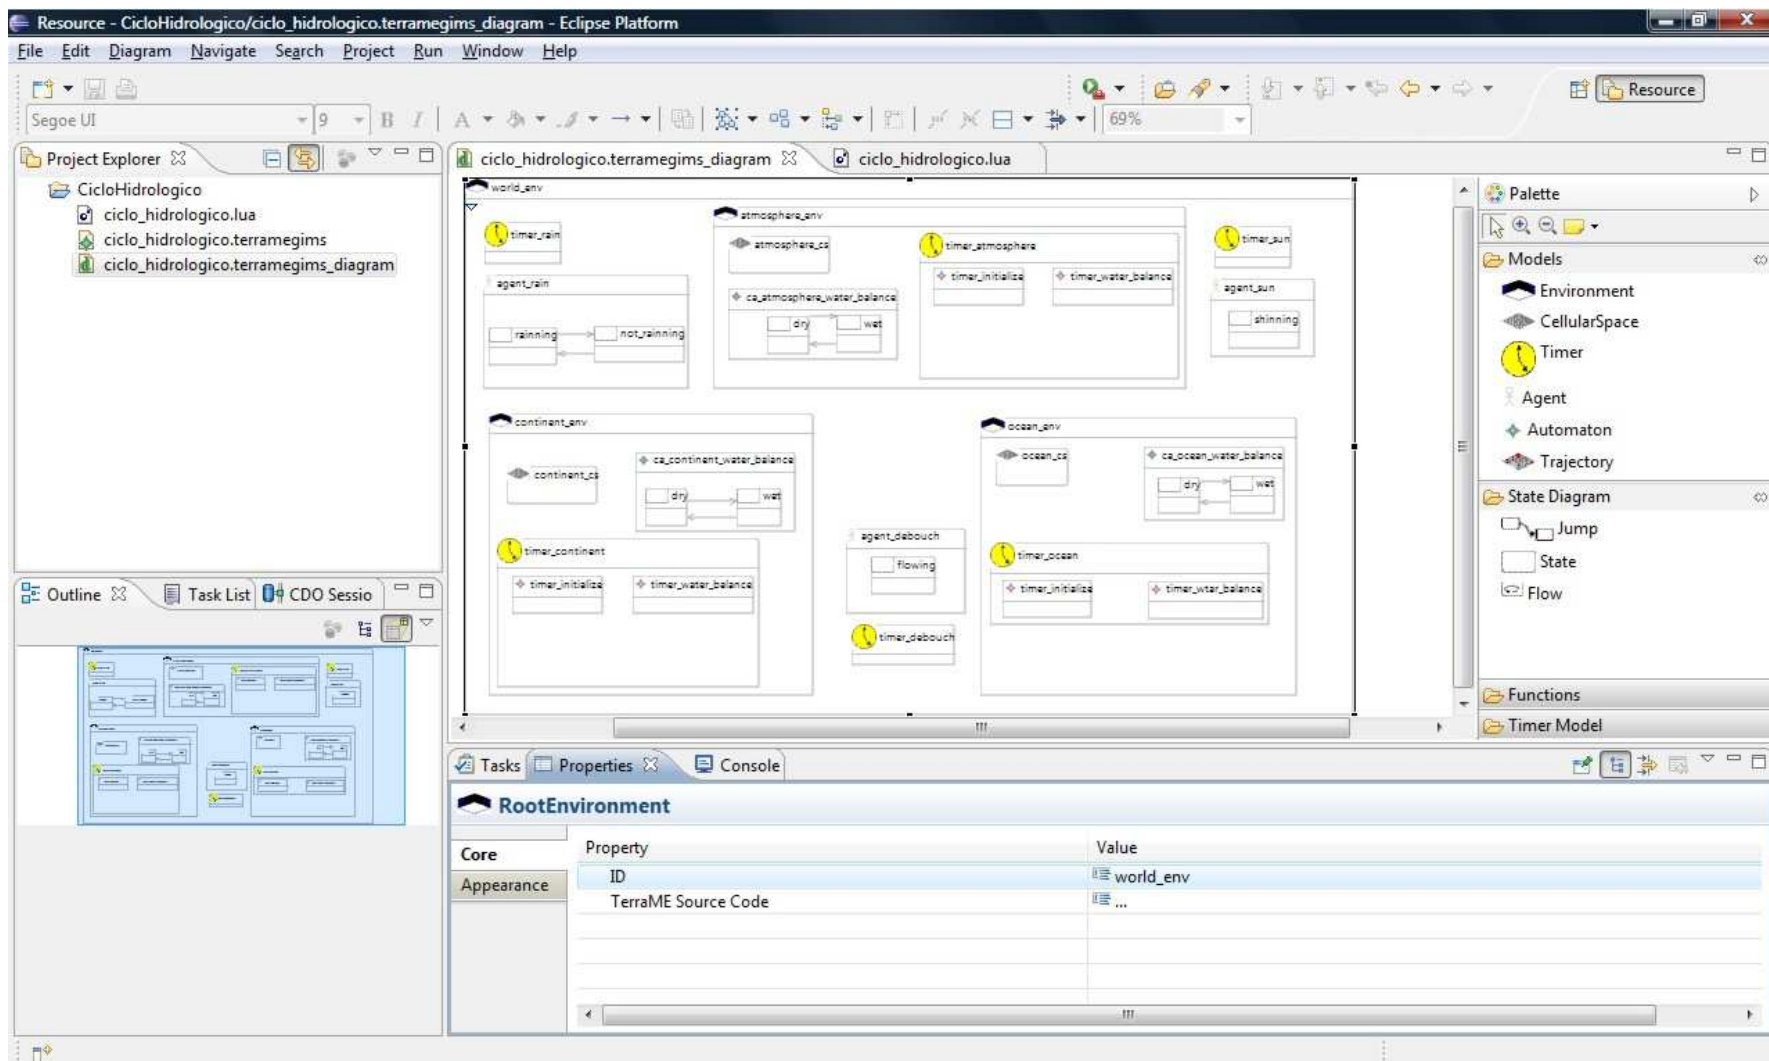 Resource - CicloHidrologico/ciclo_hidrologico.terramegims_diagram - Eclipse Platform
File Edit Diagram Navigate Search Project Run Window Help
Resource
Segoe UI 9 B I A 69%
Project Explorer
CicloHidrologico
ciclo_hidrologico.lua
ciclo_hidrologico.terramegims
ciclo_hidrologico.terramegims_diagram
Outline Task List CDO Sessio
ciclo_hidrologico.terramegims_diagram ciclo_hidrologico.lua
world_env
timer_rain
agent_rain
rainning not_rainning
atmosphere_env
atmosphere_cs
ca_atmosphere_water_balance
dry wet
timer_atmosphere
timer_initialize timer_water_balance
timer_sun
agent_sun
shinning
continent_env
continent_cs
ca_continent_water_balance
dry wet
timer_continent
timer_initialize timer_water_balance
agent_debouch
flowing
timer_debouch
ocean_env
ocean_cs
ca_ocean_water_balance
dry wet
timer_ocean
timer_initialize timer_wtar_balance
Palette
Models
Environment
CellularSpace
Timer
Agent
Automaton
Trajectory
State Diagram
Jump
State
Flow
Functions
Timer Model
Tasks Properties Console
RootEnvironment
Core
Appearance
Property Value
ID world_env
TerraME Source Code ...